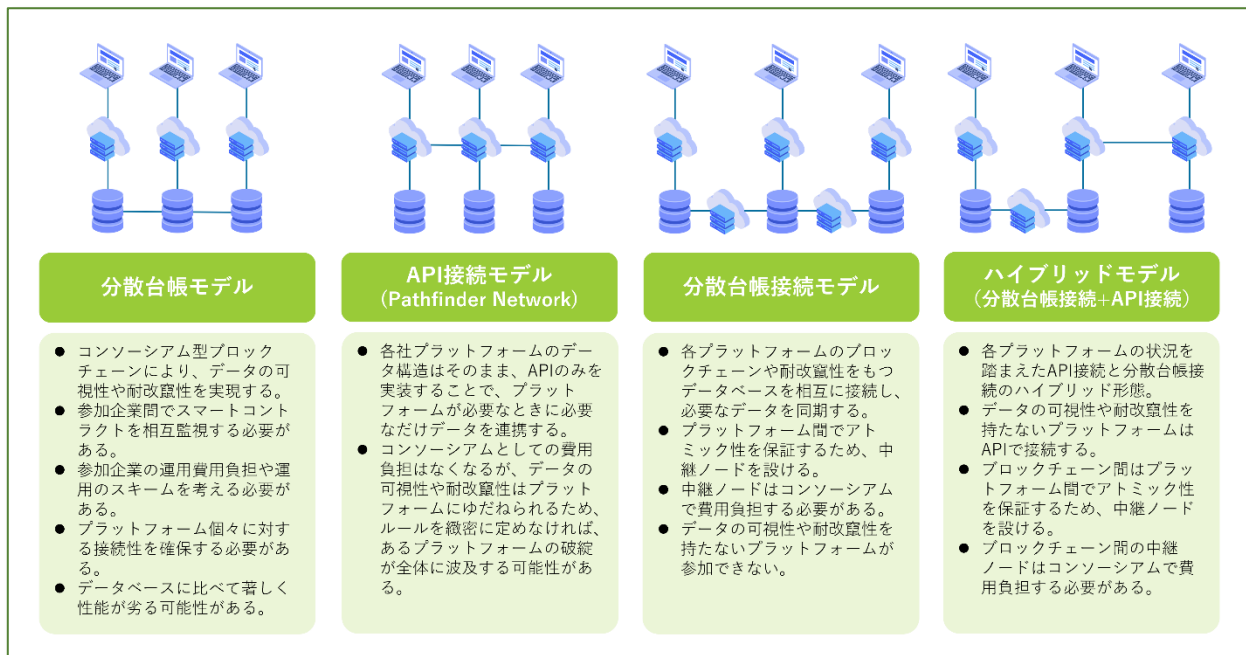 分散台帳モデル
● コンソーシアム型ブロック
チェーンにより、データの可
視性や耐改竄性を実現する。
● 参加企業間でスマートコント
ラクトを相互監視する必要が
ある。
● 参加企業の運用費用負担や運
用のスキームを考える必要が
ある。
● プラットフォーム個々に対す
る接続性を確保する必要があ
る。
● データベースに比べて著しく
性能が劣る可能性がある。
API接続モデル
(Pathfinder Network)
● 各社プラットフォームのデー
タ構造はそのまま、APIのみを
実装することで、プラット
フォームが必要なときに必要
なだけデータを連携する。
● コンソーシアムとしての費用
負担はなくなるが、データの
可視性や耐改竄性はプラット
フォームにゆだねられるため、
ルールを緻密に定めなければ、
あるプラットフォームの破綻
が全体に波及する可能性があ
る。
分散台帳接続モデル
● 各プラットフォームのブロッ
クチェーンや耐改竄性をもつ
データベースを相互に接続し、
必要なデータを同期する。
● プラットフォーム間でアト
ミック性を保証するため、中
継ノードを設ける。
● 中継ノードはコンソーシアム
で費用負担する必要がある。
● データの可視性や耐改竄性を
持たないプラットフォームが
参加できない。
ハイブリッドモデル
（分散台帳接続+API接続）
● 各プラットフォームの状況を
踏まえたAPI接続と分散台帳接
続のハイブリッド形態。
● データの可視性や耐改竄性を
持たないプラットフォームは
APIで接続する。
● ブロックチェーン間はプラッ
トフォーム間でアトミック性
を保証するため、中継ノード
を設ける。
● ブロックチェーン間の中継
ノードはコンソーシアムで費
用負担する必要がある。